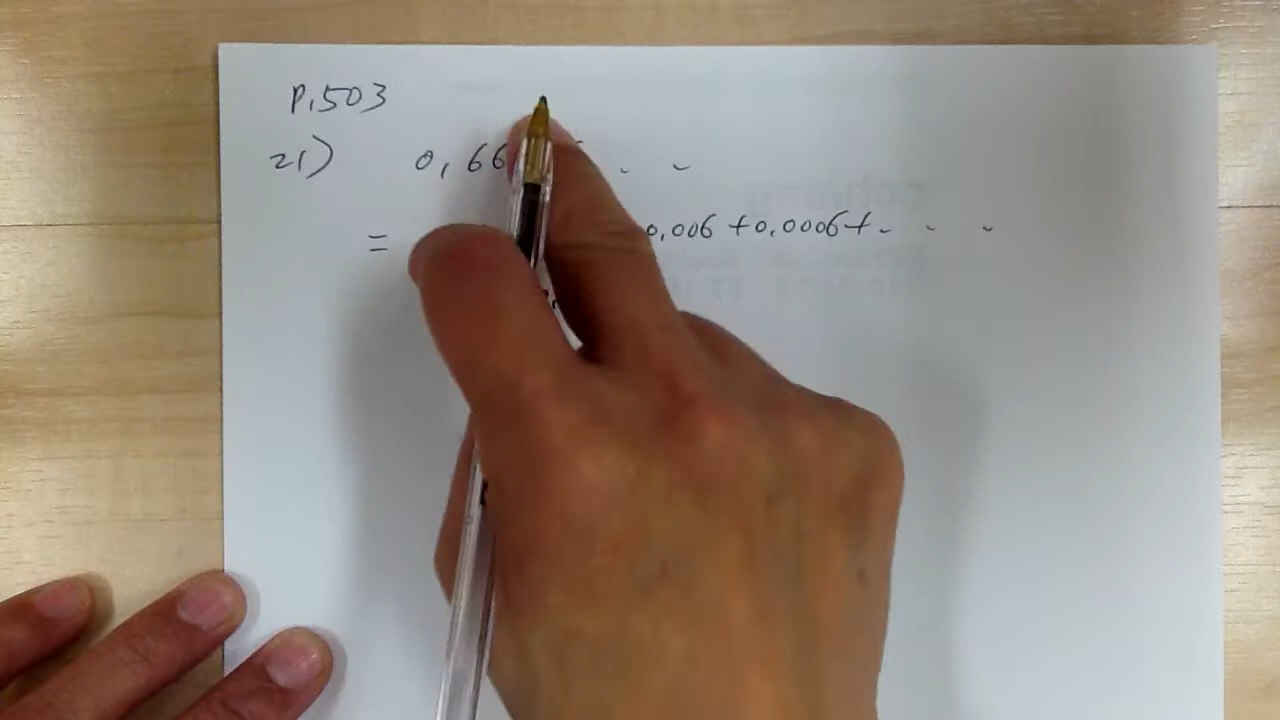 P.503
21) 0.66 . .
= 0.006 + 0.0006 + . . .